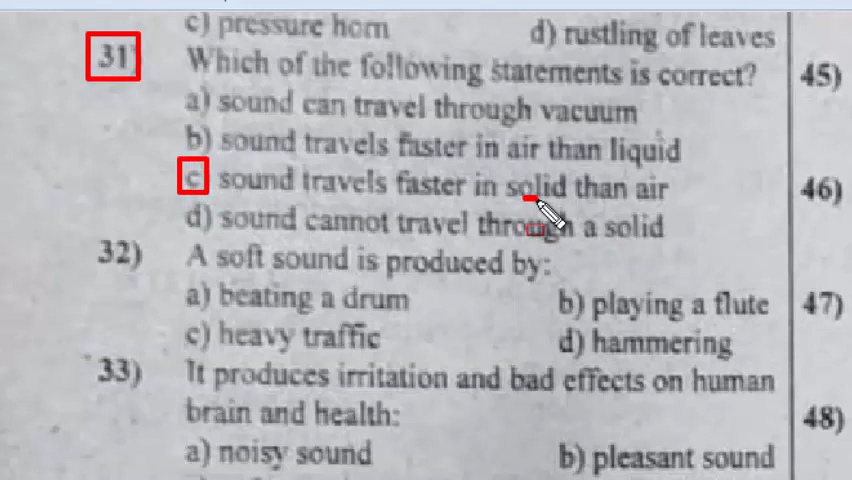 c) pressure horn d) rustling of leaves
31) Which of the following statements is correct? 45)
a) sound can travel through vacuum
b) sound travels faster in air than liquid
c sound travels faster in solid than air 46)
d) sound cannot travel through a solid
32) A soft sound is produced by:
a) beating a drum b) playing a flute 47)
c) heavy traffic d) hammering
33) It produces irritation and bad effects on human
brain and health: 48)
a) noisy sound b) pleasant sound